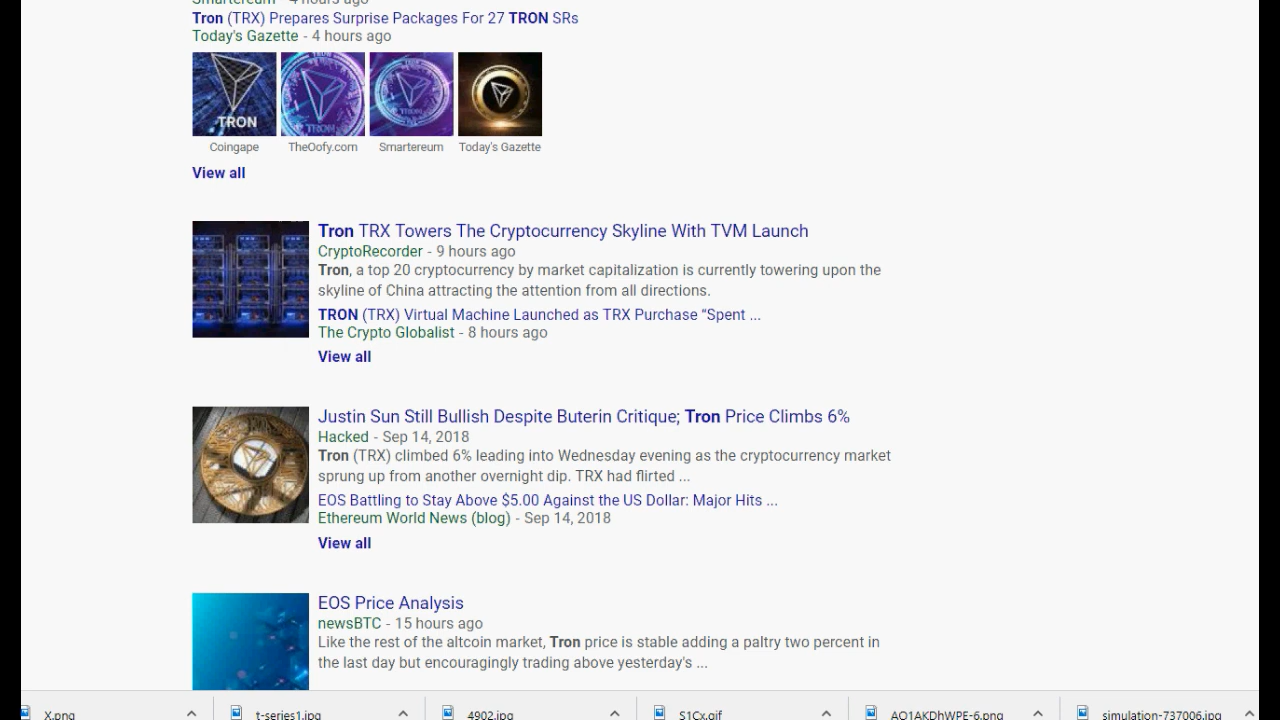 Smartereum - 4 hours ago
Tron (TRX) Prepares Surprise Packages For 27 TRON SRs
Today's Gazette - 4 hours ago
TRON
TRON
TRON
Coingape
TheOofy.com
Smartereum
Today's Gazette
View all
Tron TRX Towers The Cryptocurrency Skyline With TVM Launch
CryptoRecorder - 9 hours ago
Tron, a top 20 cryptocurrency by market capitalization is currently towering upon the
skyline of China attracting the attention from all directions.
TRON (TRX) Virtual Machine Launched as TRX Purchase “Spent ...
The Crypto Globalist - 8 hours ago
View all
Justin Sun Still Bullish Despite Buterin Critique; Tron Price Climbs 6%
Hacked - Sep 14, 2018
Tron (TRX) climbed 6% leading into Wednesday evening as the cryptocurrency market
sprung up from another overnight dip. TRX had flirted ...
EOS Battling to Stay Above $5.00 Against the US Dollar: Major Hits ...
Ethereum World News (blog) - Sep 14, 2018
View all
EOS Price Analysis
newsBTC - 15 hours ago
Like the rest of the altcoin market, Tron price is stable adding a paltry two percent in
the last day but encouragingly trading above yesterday's ...
X.png
t-series1.jpg
4902.jpg
S1Cx.gif
AO1AKDhWPE-6.png
simulation-737006.jpg